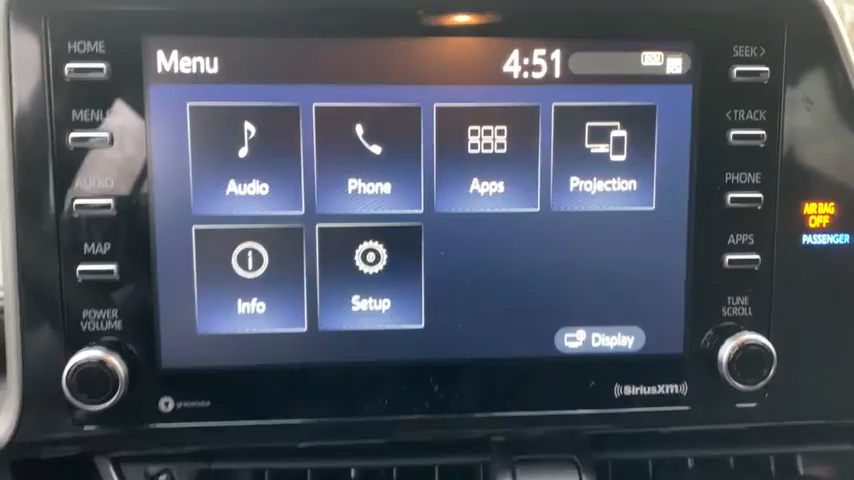 HOME
MENU
AUDIO
MAP
POWER
VOLUME
Menu
4:51
Audio
Phone
Apps
Projection
Info
Setup
Display
gracenote
SiriusXM
SEEK >
< TRACK
PHONE
APPS
TUNE
SCROLL
AIR BAG
OFF
PASSENGER